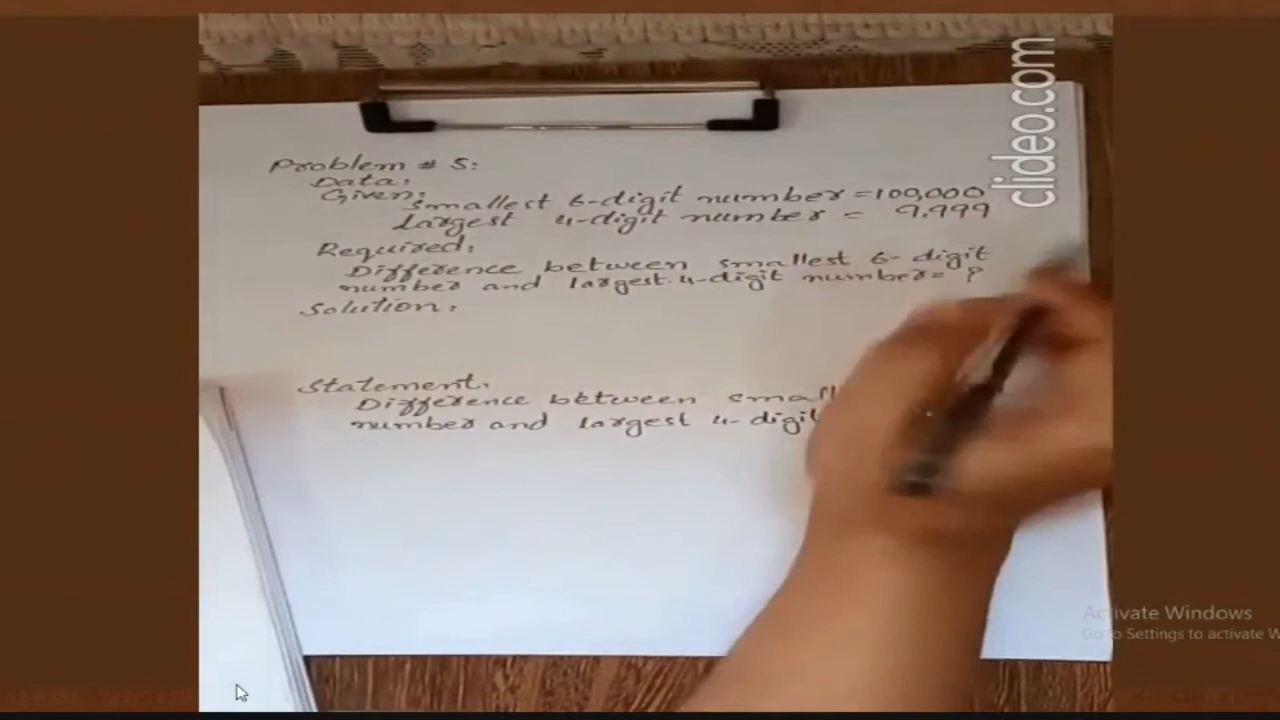 Problem # 5:
Data:
Given:
smallest 6-digit number = 100,000
largest 4-digit number = 9,999
Required:
Difference between smallest 6-digit
number and largest 4-digit number = ?
Solution:
Statement:
Difference between small
number and largest 4-digit
clideo.com
Activate Windows
Go to Settings to activate W